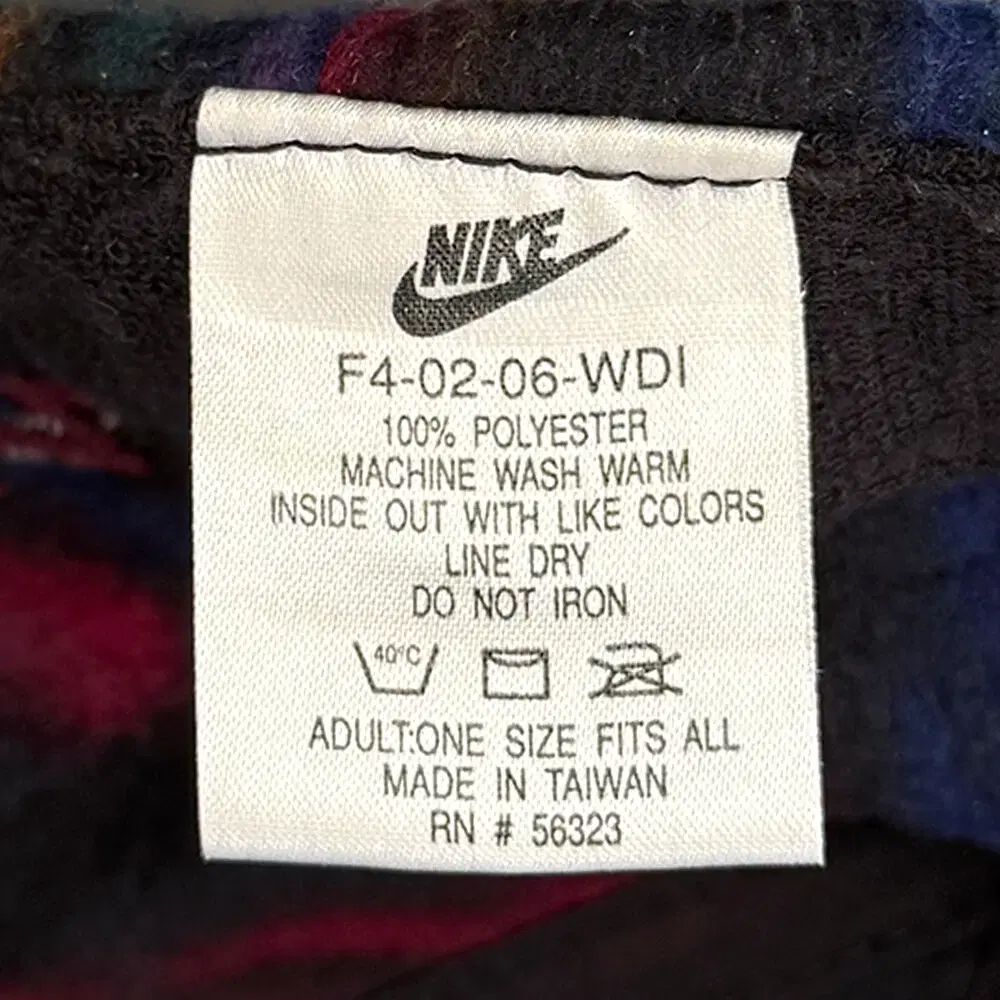 NIKE
F4-02-06-WDI
100% POLYESTER
MACHINE WASH WARM
INSIDE OUT WITH LIKE COLORS
LINE DRY
DO NOT IRON
40°C
ADULT:ONE SIZE FITS ALL
MADE IN TAIWAN
RN # 56323